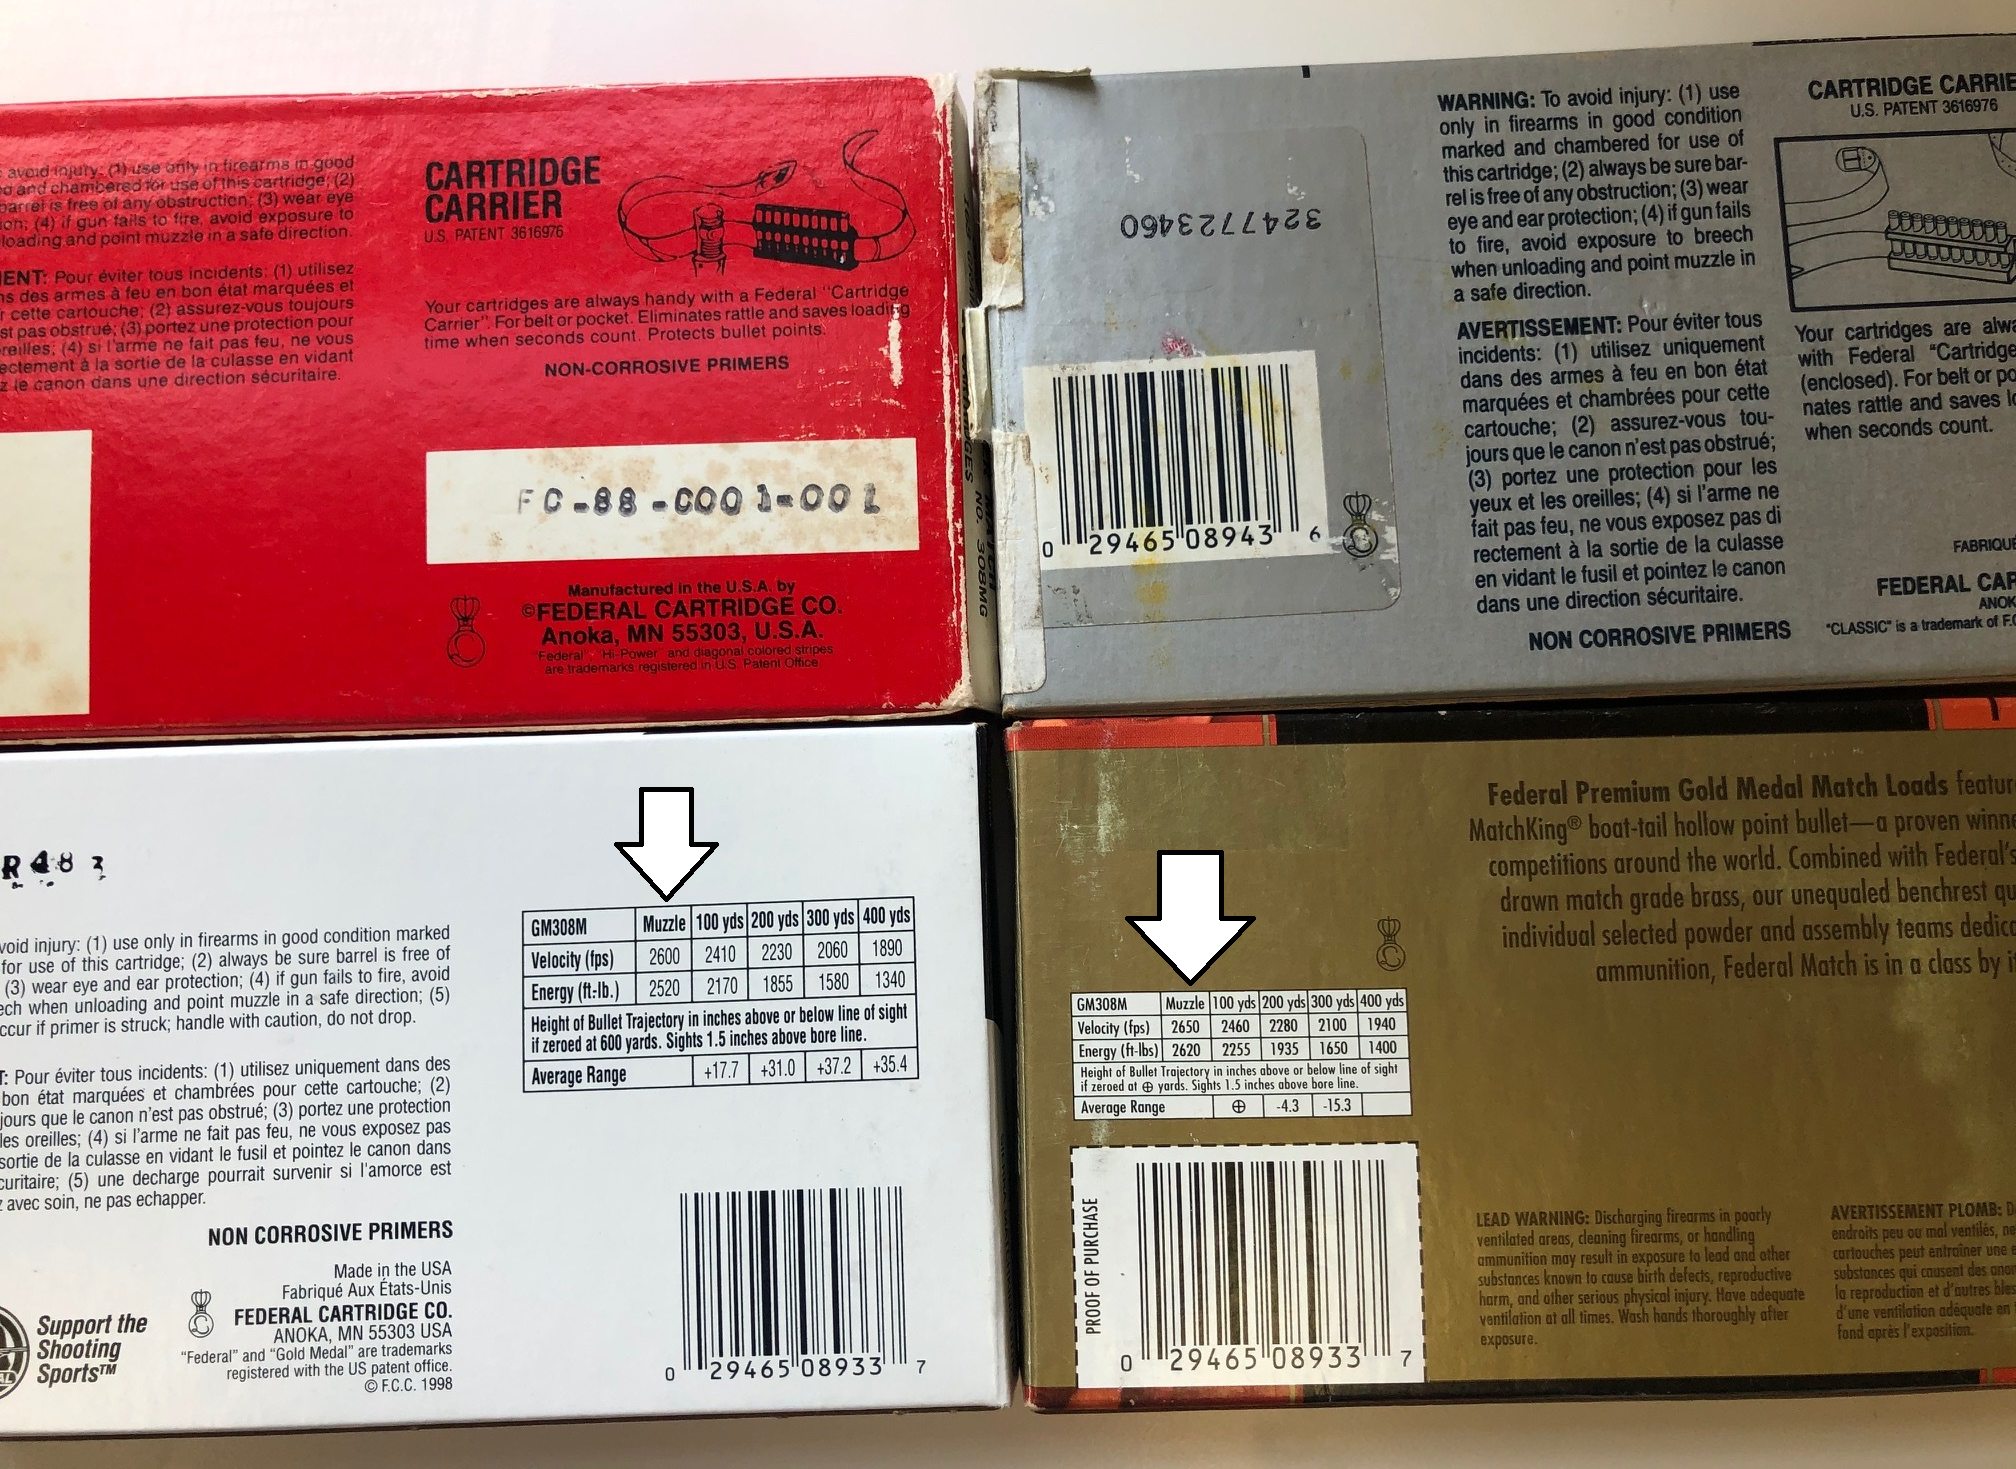 avoid injury: (1) use only in firearms in good
and chambered for use of this cartridge; (2)
barrel is free of any obstruction; (3) wear eye
ion; (4) if gun fails to fire, avoid exposure to
loading and point muzzle in a safe direction.
ENT: Pour éviter tous incidents: (1) utilisez
ns des armes à feu en bon état marquées et
r cette cartouche; (2) assurez-vous toujours
st pas obstrué; (3) portez une protection pour
reilles; (4) si l'arme ne fait pas feu, ne vous
ectement à la sortie de la culasse en vidant
z le canon dans une direction sécuritaire.
CARTRIDGE
CARRIER
U.S. PATENT 3616976
Your cartridges are always handy with a Federal "Cartridge
Carrier". For belt or pocket. Eliminates rattle and saves loading
time when seconds count. Protects bullet points.
NON-CORROSIVE PRIMERS
FC-88-C001-001
Manufactured in the U.S.A. by
©FEDERAL CARTRIDGE CO.
Anoka, MN 55303, U.S.A.
"Federal" "Hi-Power" and diagonal colored stripes
are trademarks registered in U.S. Patent Office
NO. 308MG
3247723460
0 29465 08943 6
WARNING: To avoid injury: (1) use
only in firearms in good condition
marked and chambered for use of
this cartridge; (2) always be sure bar-
rel is free of any obstruction; (3) wear
eye and ear protection; (4) if gun fails
to fire, avoid exposure to breech
when unloading and point muzzle in
a safe direction.
AVERTISSEMENT: Pour éviter tous
incidents: (1) utilisez uniquement
dans des armes à feu en bon état
marquées et chambrées pour cette
cartouche; (2) assurez-vous tou-
jours que le canon n'est pas obstrué;
(3) portez une protection pour les
yeux et les oreilles; (4) si l'arme ne
fait pas feu, ne vous exposez pas di
rectement à la sortie de la culasse
en vidant le fusil et pointez le canon
dans une direction sécuritaire.
NON CORROSIVE PRIMERS
CARTRIDGE CARRIE
U.S. PATENT 3616976
Your cartridges are alwa
with Federal "Cartridge
(enclosed). For belt or po
nates rattle and saves lo
when seconds count.
FABRIQUÉ
FEDERAL CAR
ANOK
"CLASSIC" is a trademark of F.C
R483
void injury: (1) use only in firearms in good condition marked
for use of this cartridge; (2) always be sure barrel is free of
(3) wear eye and ear protection; (4) if gun fails to fire, avoid
ech when unloading and point muzzle in a safe direction; (5)
ccur if primer is struck; handle with caution, do not drop.
T: Pour éviter tous incidents: (1) utilisez uniquement dans des
bon état marquées et chambrées pour cette cartouche; (2)
jours que le canon n'est pas obstrué; (3) portez une protection
les oreilles; (4) si l'arme ne fait pas feu, ne vous exposez pas
sortie de la culasse en vidant le fusil et pointez le canon dans
curitaire; (5) une decharge pourrait survenir si l'amorce est
z avec soin, ne pas echapper.
NON CORROSIVE PRIMERS
Made in the USA
Fabriqué Aux États-Unis
FEDERAL CARTRIDGE CO.
ANOKA, MN 55303 USA
"Federal" and "Gold Medal" are trademarks
registered with the US patent office.
© F.C.C. 1998
Support the
Shooting
Sports™
GM308M Muzzle 100 yds 200 yds 300 yds 400 yds
Velocity (fps) 2600 2410 2230 2060 1890
Energy (ft-lb.) 2520 2170 1855 1580 1340
Height of Bullet Trajectory in inches above or below line of sight
if zeroed at 600 yards. Sights 1.5 inches above bore line.
Average Range +17.7 +31.0 +37.2 +35.4
0 29465 08933 7
Federal Premium Gold Medal Match Loads featur
MatchKing® boat-tail hollow point bullet—a proven winne
competitions around the world. Combined with Federal's
drawn match grade brass, our unequaled benchrest qu
individual selected powder and assembly teams dedica
ammunition, Federal Match is in a class by it
GM308M Muzzle 100 yds 200 yds 300 yds 400 yds
Velocity (fps) 2650 2460 2280 2100 1940
Energy (ft-lbs) 2620 2255 1935 1650 1400
Height of Bullet Trajectory in inches above or below line of sight
if zeroed at ⊕ yards. Sights 1.5 inches above bore line.
Average Range ⊕ -4.3 -15.3
PROOF OF PURCHASE
0 29465 08933 7
LEAD WARNING: Discharging firearms in poorly
ventilated areas, cleaning firearms, or handling
ammunition may result in exposure to lead and other
substances known to cause birth defects, reproductive
harm, and other serious physical injury. Have adequate
ventilation at all times. Wash hands thoroughly after
exposure.
AVERTISSEMENT PLOMB: D
endroits peu ou mal ventilés, ne
cartouches peut entraîner une e
substances qui causent des anom
la reproduction et d'autres bles
d'une ventilation adéquate en
fond après l'exposition.